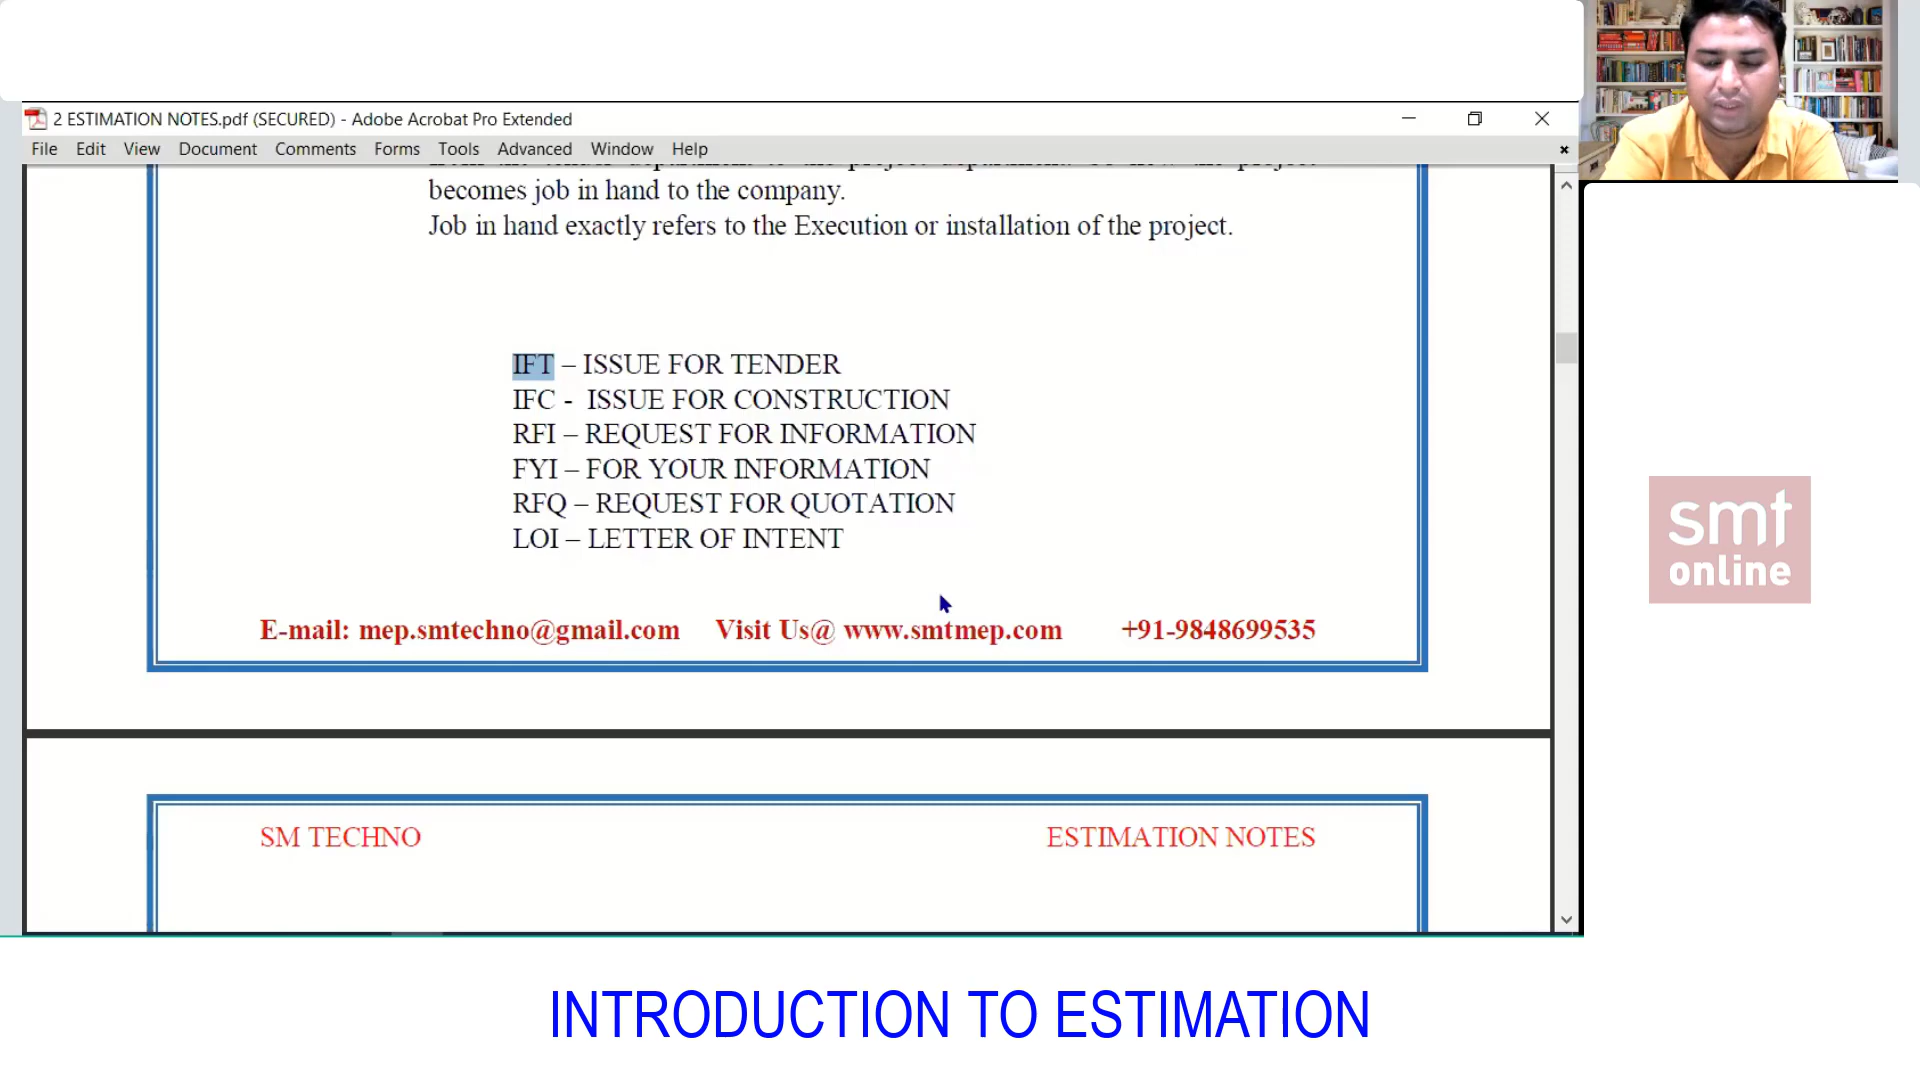 2 ESTIMATION NOTES.pdf (SECURED) - Adobe Acrobat Pro Extended
File Edit View Document Comments Forms Tools Advanced Window Help
becomes job in hand to the company.
Job in hand exactly refers to the Execution or installation of the project.
IFT – ISSUE FOR TENDER
IFC - ISSUE FOR CONSTRUCTION
RFI – REQUEST FOR INFORMATION
FYI – FOR YOUR INFORMATION
RFQ – REQUEST FOR QUOTATION
LOI – LETTER OF INTENT
E-mail: mep.smtechno@gmail.com Visit Us@ www.smtmep.com +91-9848699535
SM TECHNO ESTIMATION NOTES
smt
online
INTRODUCTION TO ESTIMATION